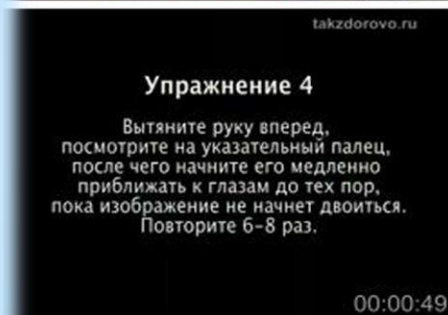 takzdorovo.ru
Упражнение 4
Вытяните руку вперед,
посмотрите на указательный палец,
после чего начните его медленно
приближать к глазам до тех пор,
пока изображение не начнет двоиться.
Повторите 6-8 раз.
00:00:49